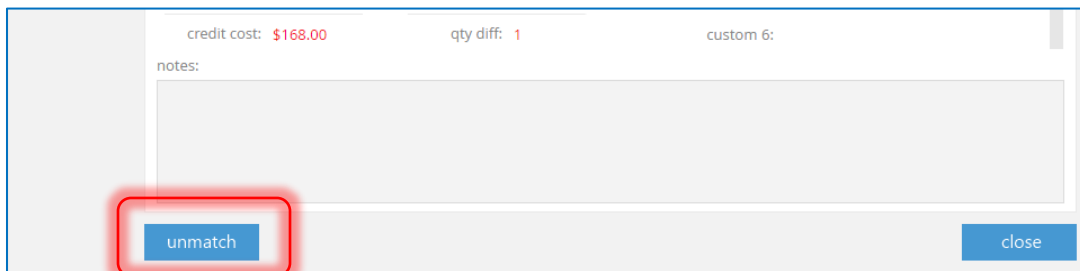 credit cost: $168.00 qty diff: 1 custom 6:
notes:
unmatch close